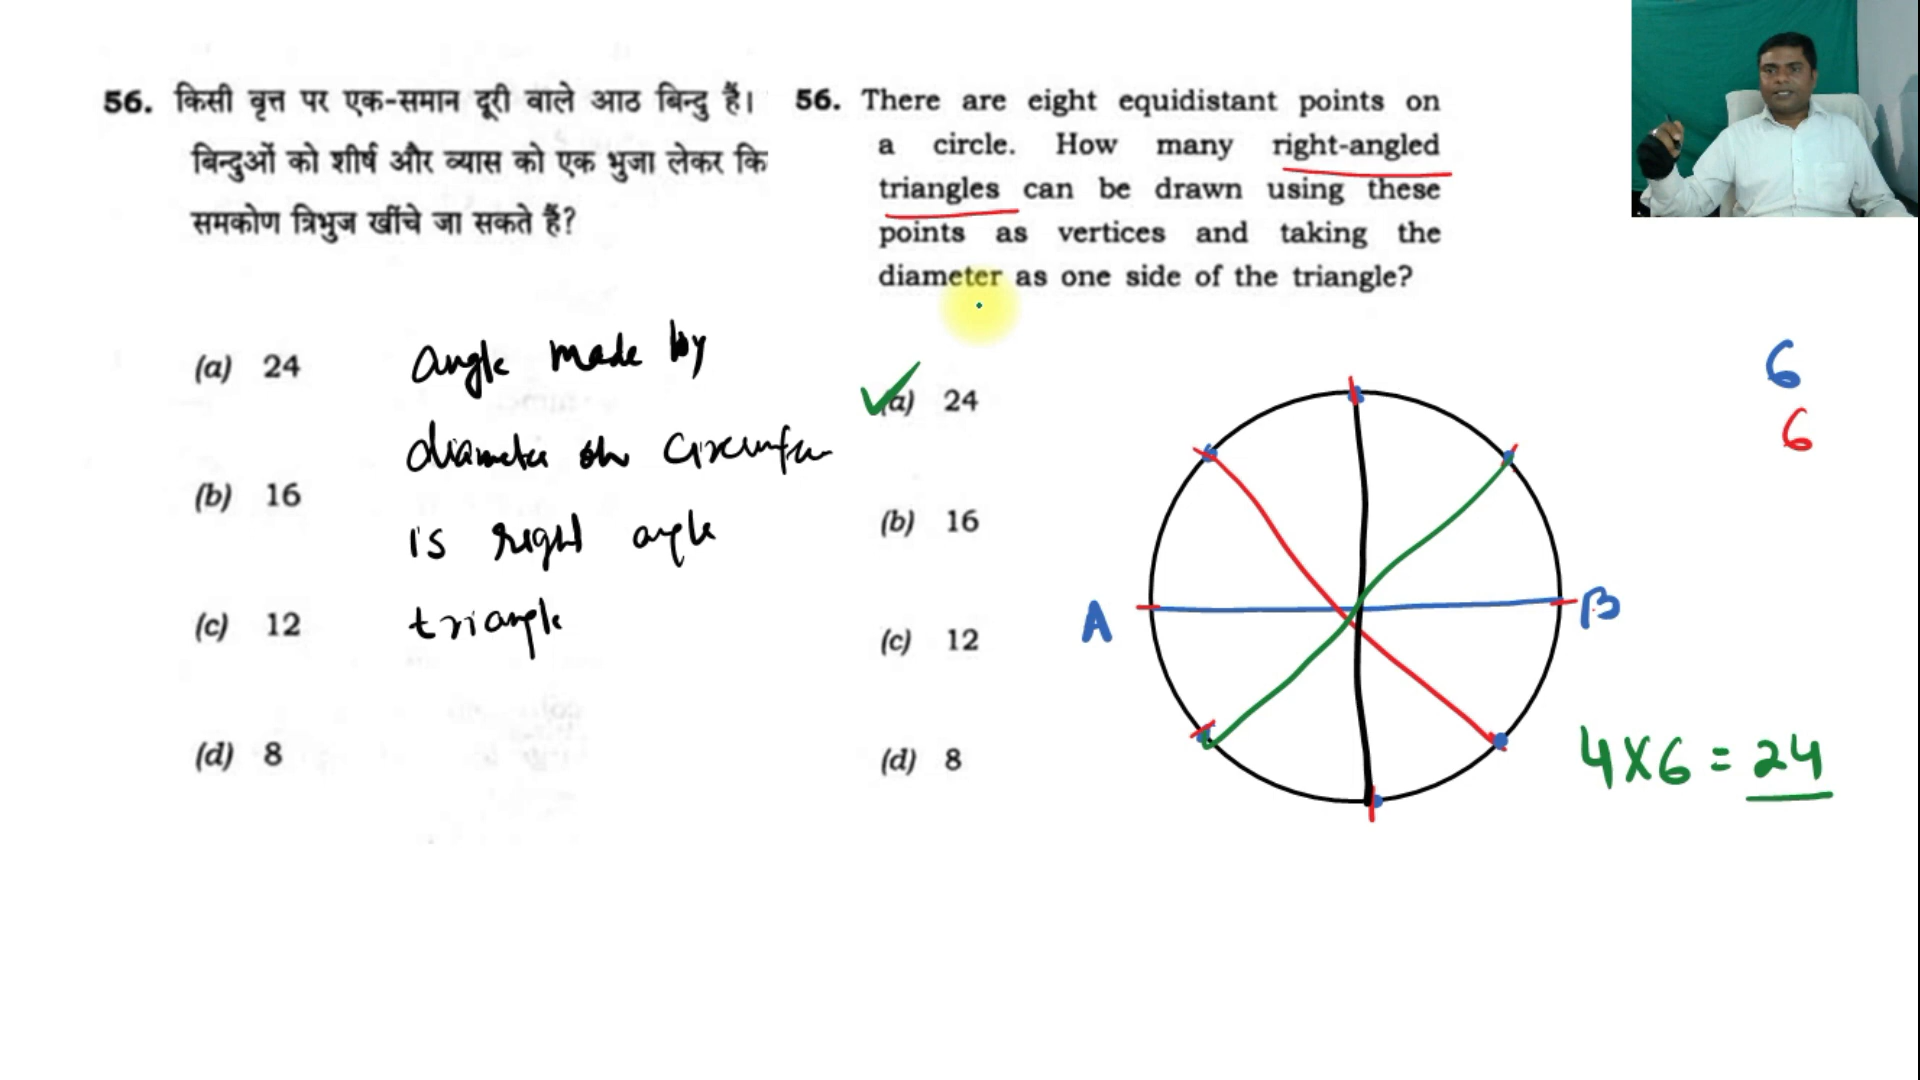 56. किसी वृत्त पर एक-समान दूरी वाले आठ बिन्दु हैं।
बिन्दुओं को शीर्ष और व्यास को एक भुजा लेकर कि
समकोण त्रिभुज खींचे जा सकते हैं?
(a) 24
(b) 16
(c) 12
(d) 8
angle made by
diameter on circumfer
is right angle
triangle
56. There are eight equidistant points on
a circle. How many right-angled
triangles can be drawn using these
points as vertices and taking the
diameter as one side of the triangle?
(a) 24
(b) 16
(c) 12
(d) 8
A
B
6
6
4x6 = 24